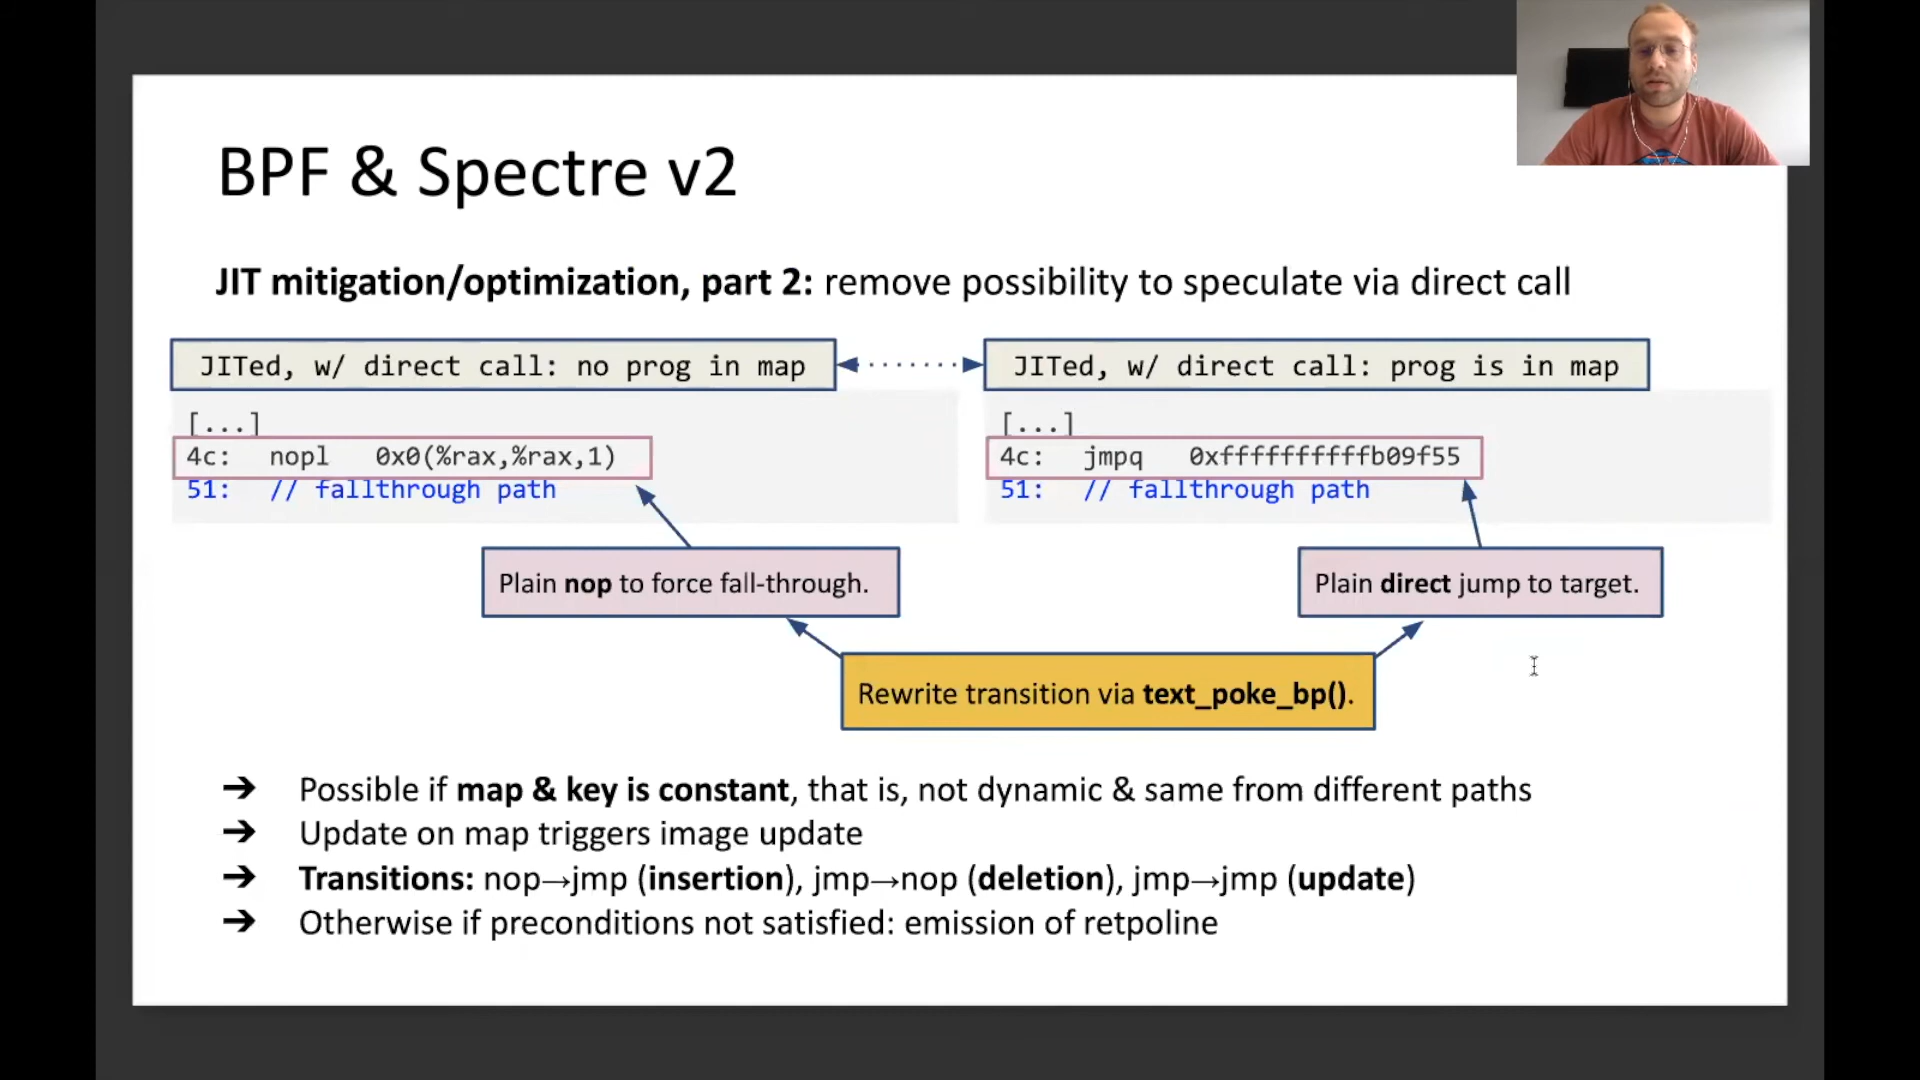 BPF & Spectre v2
JIT mitigation/optimization, part 2: remove possibility to speculate via direct call
JITed, w/ direct call: no prog in map
[...]
4c: nopl 0x0(%rax,%rax,1)
51: // fallthrough path
JITed, w/ direct call: prog is in map
[...]
4c: jmpq 0xffffffffffb09f55
51: // fallthrough path
Plain nop to force fall-through.
Plain direct jump to target.
Rewrite transition via text_poke_bp().
➔ Possible if map & key is constant, that is, not dynamic & same from different paths
➔ Update on map triggers image update
➔ Transitions: nop→jmp (insertion), jmp→nop (deletion), jmp→jmp (update)
➔ Otherwise if preconditions not satisfied: emission of retpoline